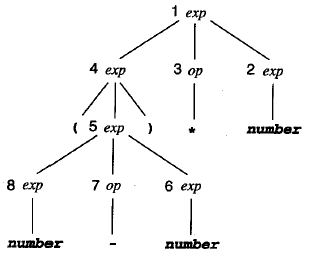 1 exp
4 exp 3 op 2 exp
( 5 exp ) * number
8 exp 7 op 6 exp
number - number